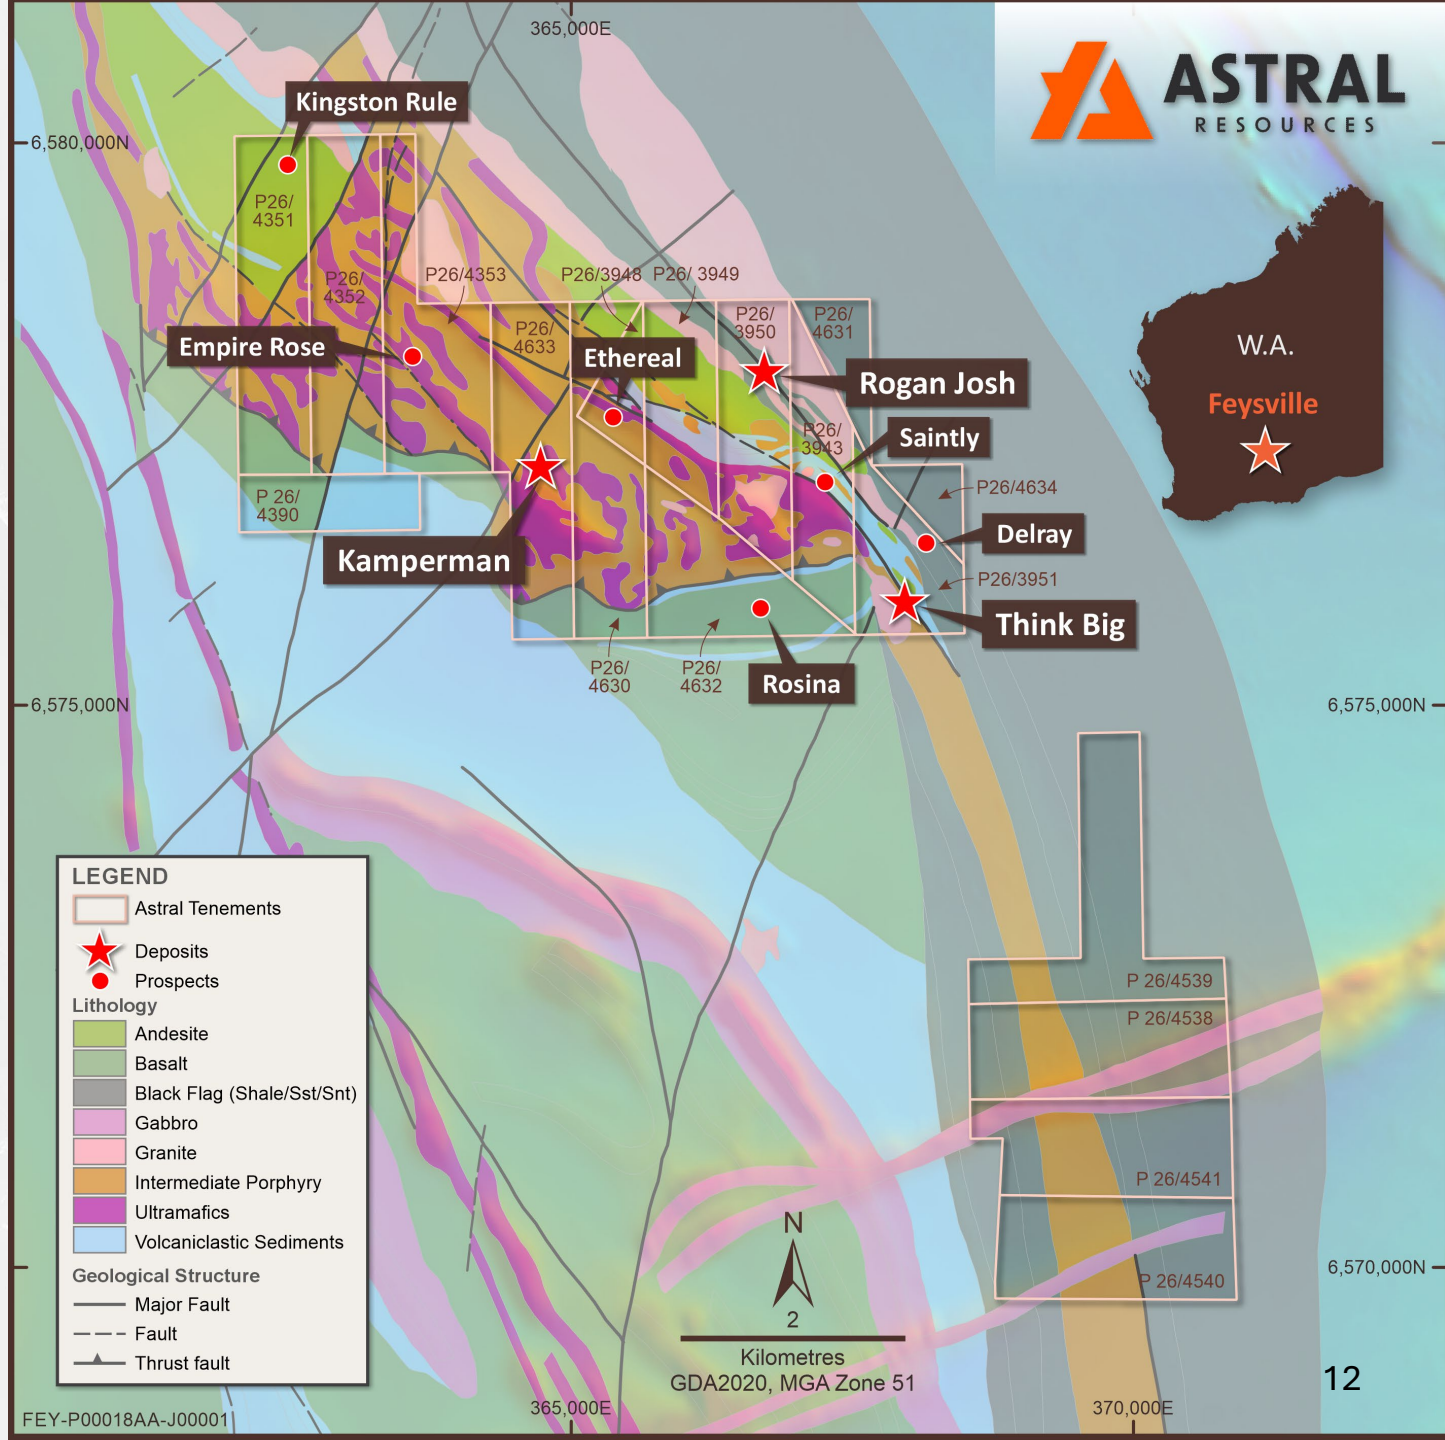 365,000E
ASTRAL
RESOURCES
Kingston Rule
6,580,000N
P26/
4351
P26/
4352
P26/4353
P26/3948
P26/ 3949
P26/
3950
P26/
4631
P26/
4633
Empire Rose
Ethereal
Rogan Josh
W.A.
Feysville
P26/
3943
Saintly
P 26/
4390
P26/4634
Kamperman
Delray
P26/3951
Think Big
P26/
4630
P26/
4632
Rosina
6,575,000N
6,575,000N
P 26/4539
P 26/4538
P 26/4541
P 26/4540
6,570,000N
LEGEND
Astral Tenements
Deposits
Prospects
Lithology
Andesite
Basalt
Black Flag (Shale/Sst/Snt)
Gabbro
Granite
Intermediate Porphyry
Ultramafics
Volcaniclastic Sediments
Geological Structure
Major Fault
Fault
Thrust fault
N
2
Kilometres
GDA2020, MGA Zone 51
12
365,000E
370,000E
FEY-P00018AA-J00001